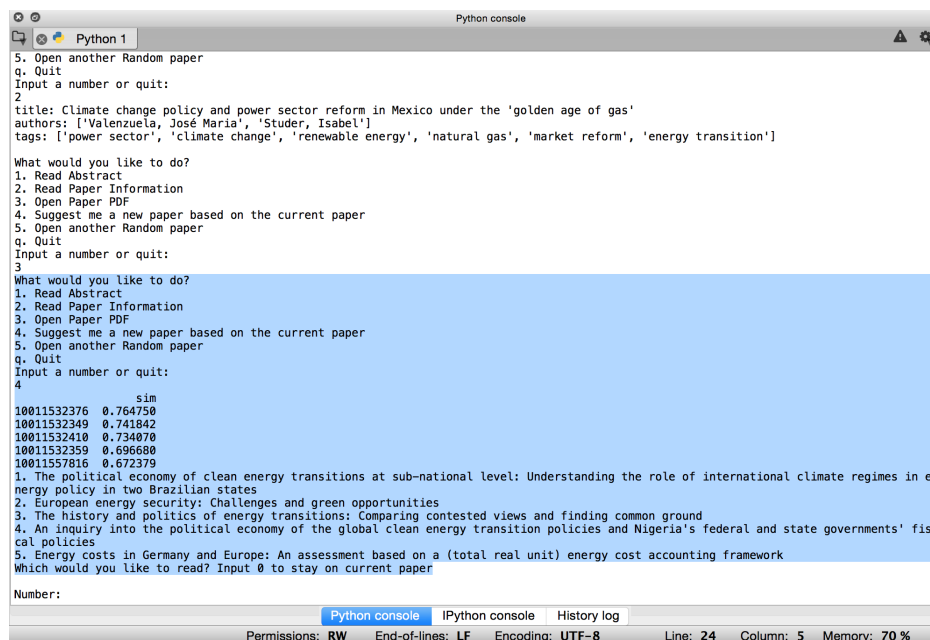 Python console
Python 1
5. Open another Random paper
q. Quit
Input a number or quit:
2
title: Climate change policy and power sector reform in Mexico under the 'golden age of gas'
authors: ['Valenzuela, José Maria', 'Studer, Isabel']
tags: ['power sector', 'climate change', 'renewable energy', 'natural gas', 'market reform', 'energy transition']
What would you like to do?
1. Read Abstract
2. Read Paper Information
3. Open Paper PDF
4. Suggest me a new paper based on the current paper
5. Open another Random paper
q. Quit
Input a number or quit:
3
What would you like to do?
1. Read Abstract
2. Read Paper Information
3. Open Paper PDF
4. Suggest me a new paper based on the current paper
5. Open another Random paper
q. Quit
Input a number or quit:
4
sim
10011532376 0.764750
10011532349 0.741842
10011532410 0.734070
10011532359 0.696680
10011557816 0.672379
1. The political economy of clean energy transitions at sub-national level: Understanding the role of international climate regimes in e
nergy policy in two Brazilian states
2. European energy security: Challenges and green opportunities
3. The history and politics of energy transitions: Comparing contested views and finding common ground
4. An inquiry into the political economy of the global clean energy transition policies and Nigeria's federal and state governments' fis
cal policies
5. Energy costs in Germany and Europe: An assessment based on a (total real unit) energy cost accounting framework
Which would you like to read? Input 0 to stay on current paper
Number:
Python console IPython console History log
Permissions: RW End-of-lines: LF Encoding: UTF-8 Line: 24 Column: 5 Memory: 70 %